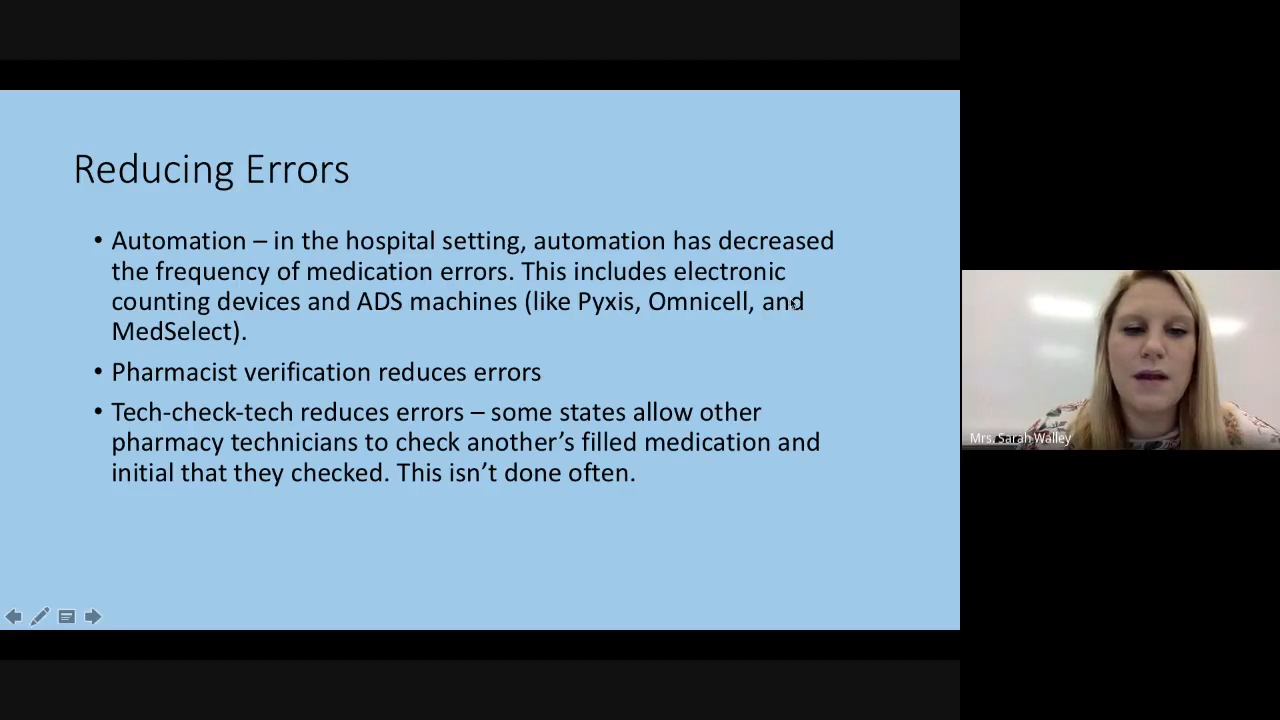 Reducing Errors
• Automation – in the hospital setting, automation has decreased
the frequency of medication errors. This includes electronic
counting devices and ADS machines (like Pyxis, Omnicell, and
MedSelect).
• Pharmacist verification reduces errors
• Tech-check-tech reduces errors – some states allow other
pharmacy technicians to check another’s filled medication and
initial that they checked. This isn’t done often.
Mrs. Sarah Walley